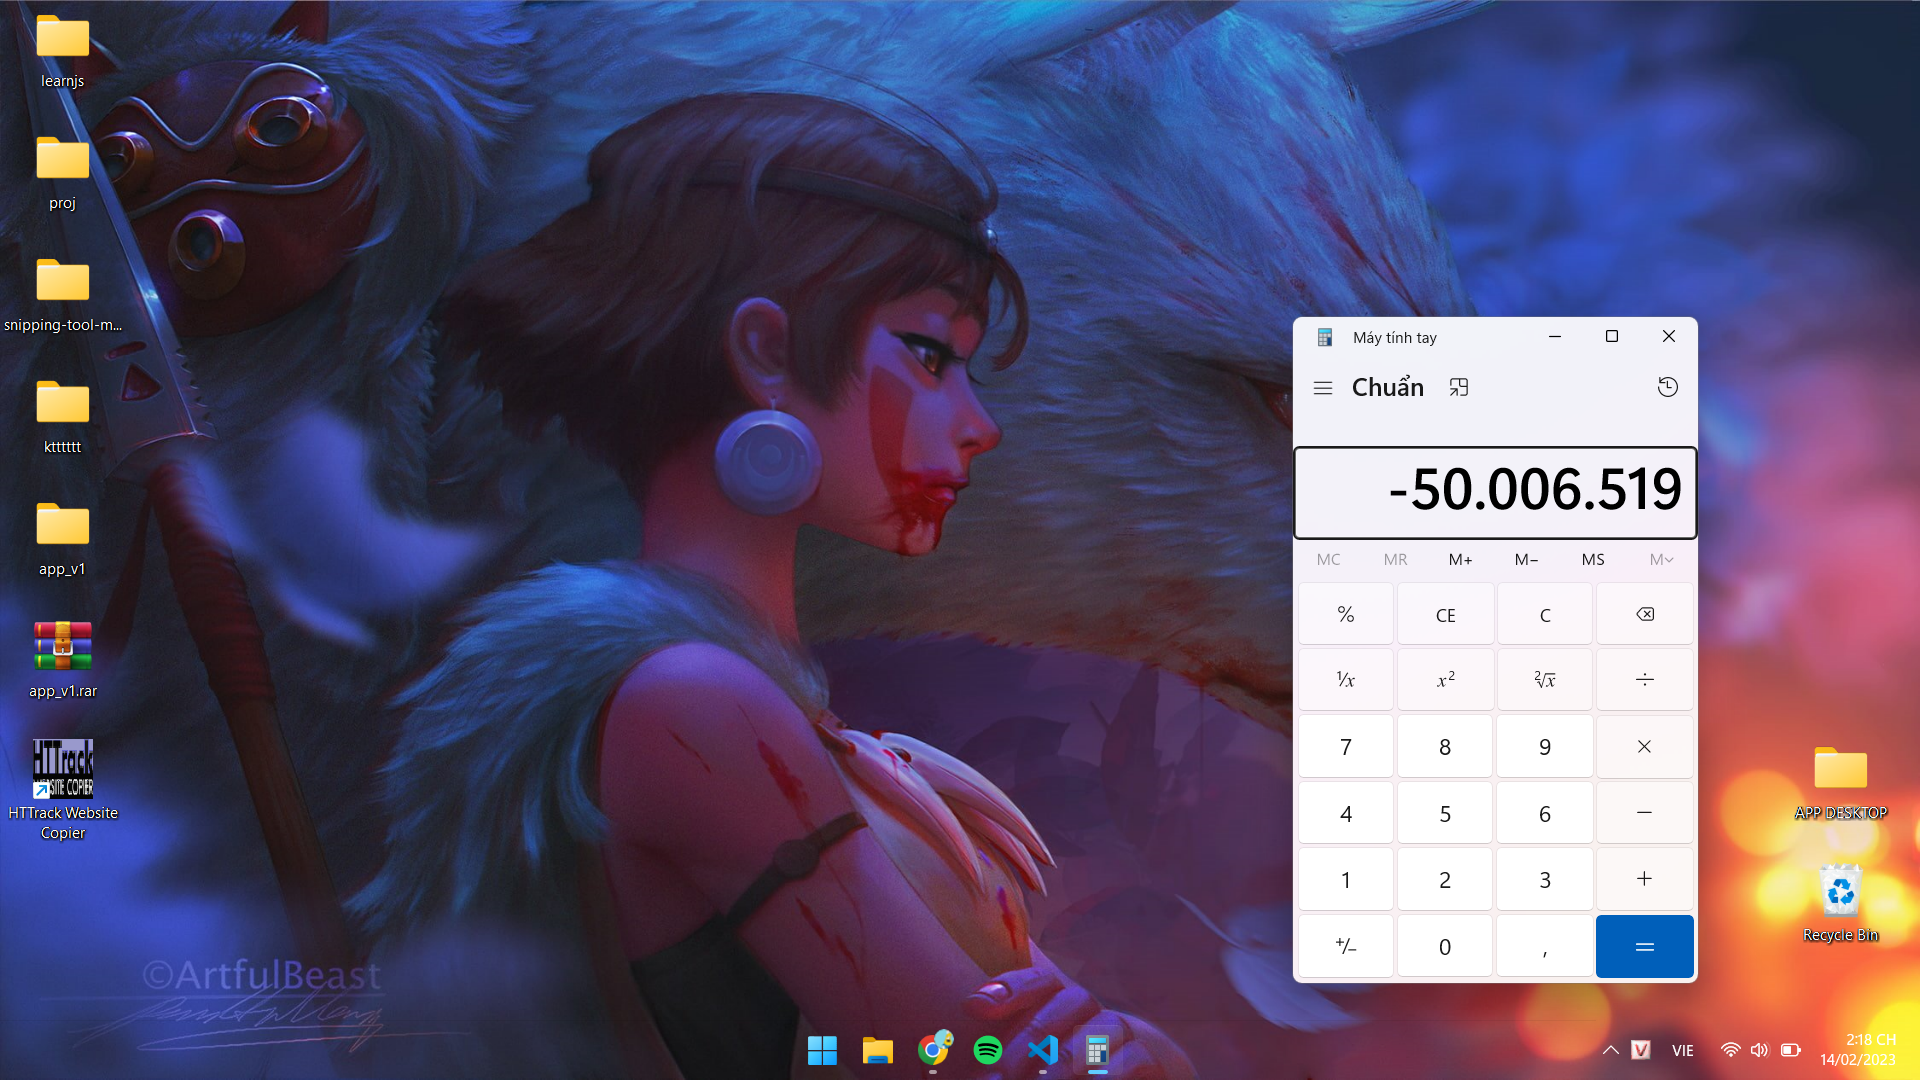 learnjs
proj
snipping-tool-m...
ktttttt
app_v1
app_v1.rar
HTTrack
WEBSITE COPIER
HTTrack Website
Copier
©ArtfulBeast
Máy tính tay
Chuẩn
-50.006.519
MC MR M+ M− MS M
% CE C
¹/x x² ²√x ÷
7 8 9 ×
4 5 6 −
1 2 3 +
+/− 0 , =
APP DESKTOP
Recycle Bin
V VIE
2:18 CH
14/02/2023